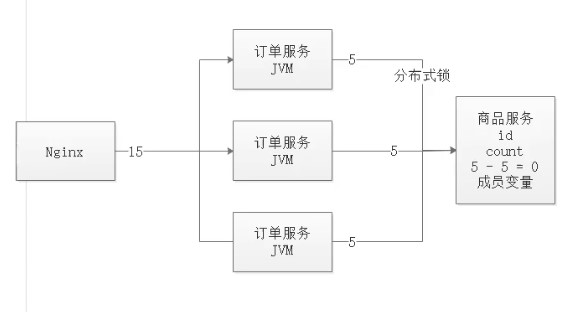 订单服务
JVM
5
分布式锁
Nginx
15
订单服务
JVM
5
商品服务
id
count
5 - 5 = 0
成员变量
订单服务
JVM
5